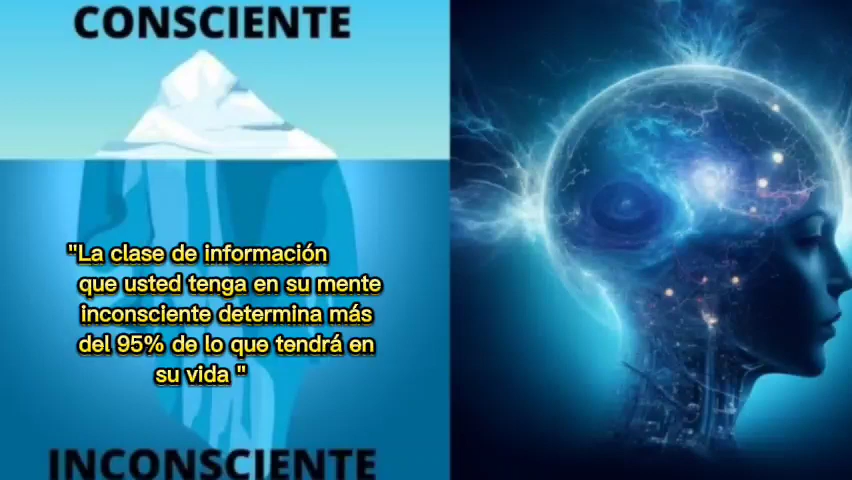 CONSCIENTE
"La clase de información
que usted tenga en su mente
inconsciente determina más
del 95% de lo que tendrá en
su vida "
INCONSCIENTE